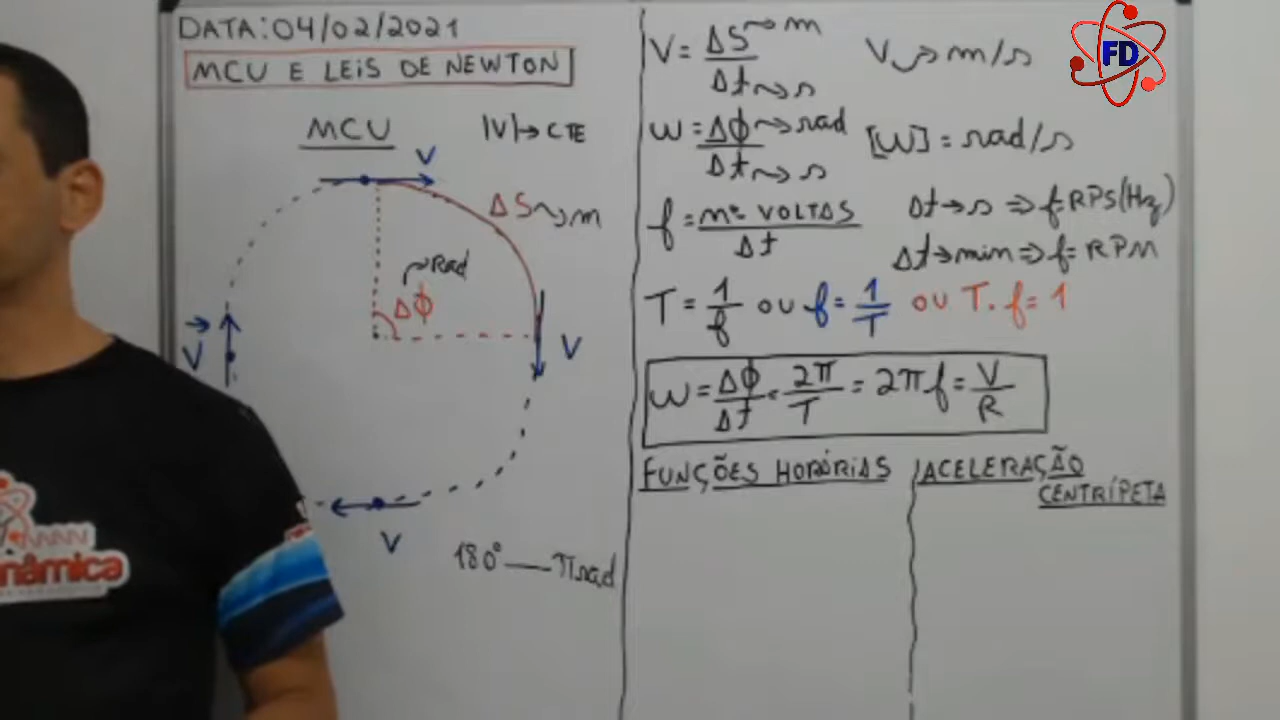 DATA: 04/02/2021
MCU E LEIS DE NEWTON
MCU
|V| → CTE
V
ΔS ⤳ m
⤳ Rad
Δϕ
V
V
V
180° — π rad
V = ΔS ⤳ m / Δt ⤳ s
V ⤳ m/s
W = Δϕ ⤳ rad / Δt ⤳ s
[W] = rad/s
f = nº VOLTAS / Δt
Δt → s ⇒ f = RPS (Hz)
Δt → min ⇒ f = RPM
T = 1/f OU f = 1/T OU T.f = 1
W = Δϕ/Δt = 2π/T = 2πf = V/R
FUNÇÕES HORÁRIAS
ACELERAÇÃO
CENTRÍPETA
FD
nâmica